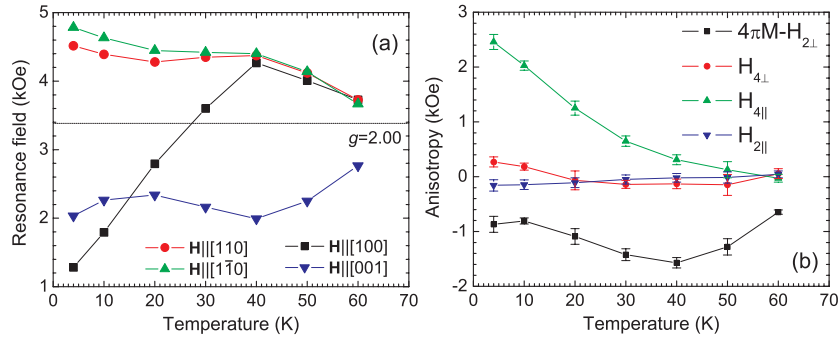 5
4
3
2
1
0 10 20 30 40 50 60 70
Resonance field (kOe)
Temperature (K)
(a)
g=2.00
H||[110]
H||[11̅0]
H||[100]
H||[001]
3
2
1
0
-1
-2
0 10 20 30 40 50 60 70
Anisotropy (kOe)
Temperature (K)
4πM-H2⊥
H4⊥
H4||
H2||
(b)